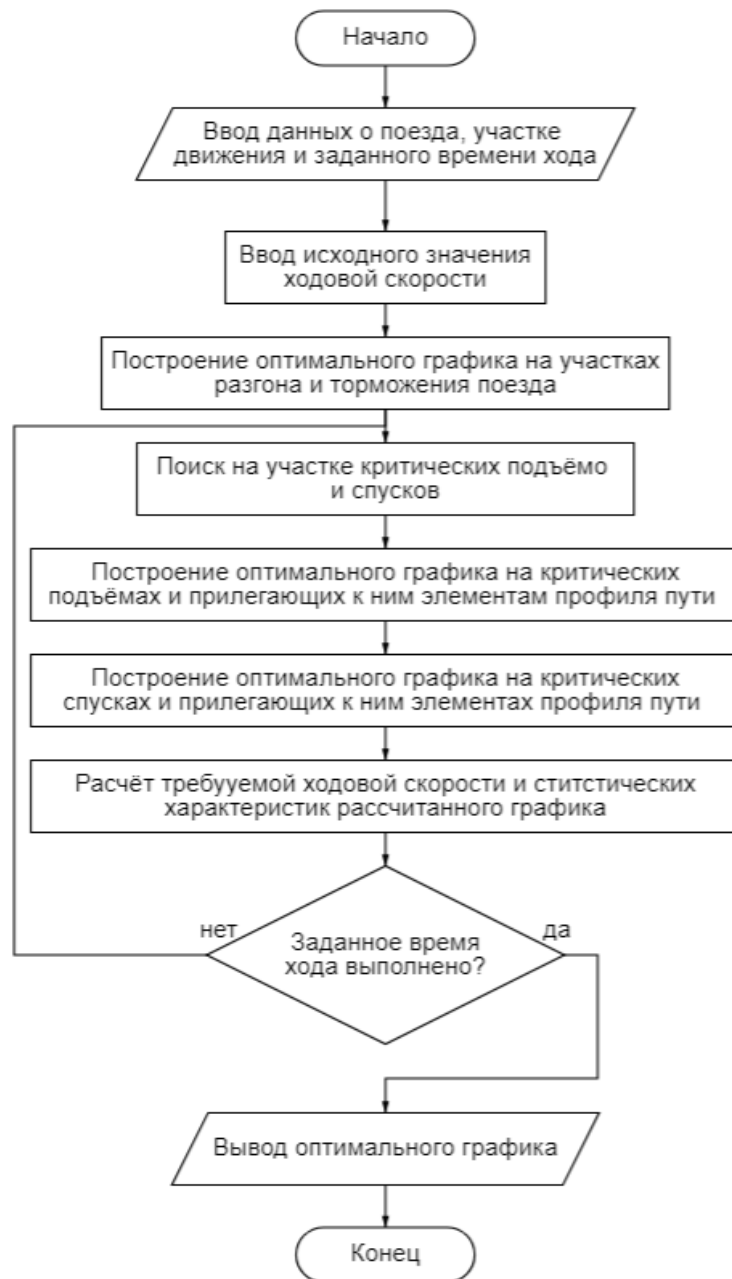 Начало
Ввод данных о поезда, участке
движения и заданного времени хода
Ввод исходного значения
ходовой скорости
Построение оптимального графика на участках
разгона и торможения поезда
Поиск на участке критических подъёмо
и спусков
Построение оптимального графика на критических
подъёмах и прилегающих к ним элементам профиля пути
Построение оптимального графика на критических
спусках и прилегающих к ним элементах профиля пути
Расчёт требууемой ходовой скорости и ститстических
характеристик рассчитанного графика
нет
да
Заданное время
хода выполнено?
Вывод оптимального графика
Конец